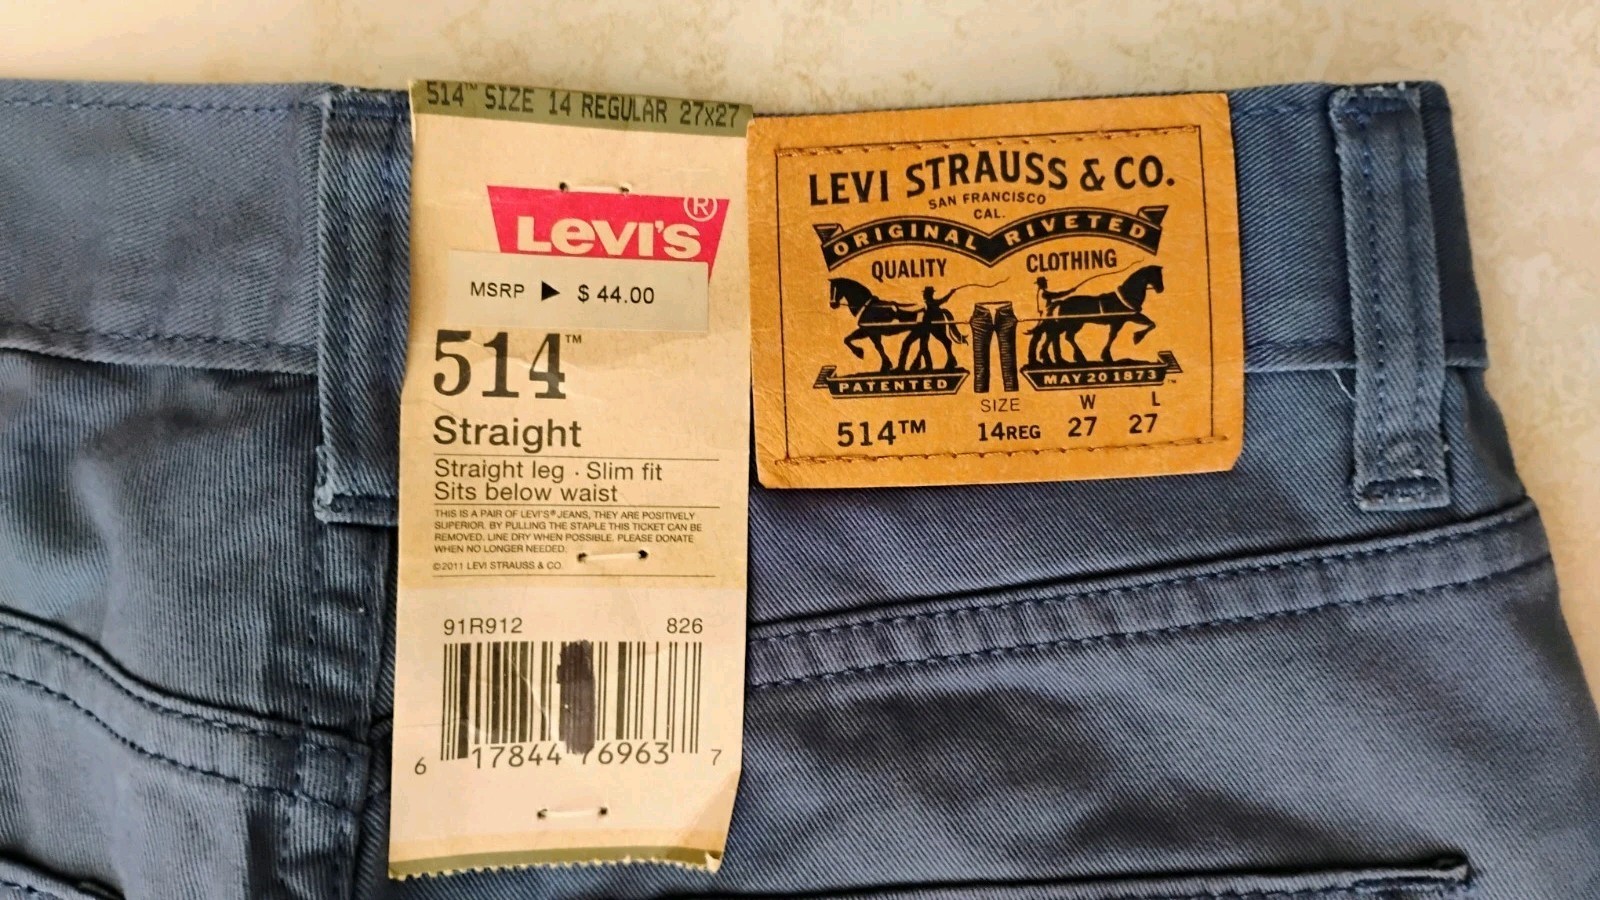 514™ SIZE 14 REGULAR 27x27
LEVI'S®
MSRP ▶ $ 44.00
514™
Straight
Straight leg · Slim fit
Sits below waist
THIS IS A PAIR OF LEVI'S® JEANS, THEY ARE POSITIVELY
SUPERIOR. BY PULLING THE STAPLE THIS TICKET CAN BE
REMOVED. LINE DRY WHEN POSSIBLE. PLEASE DONATE
WHEN NO LONGER NEEDED.
©2011 LEVI STRAUSS & CO.
91R912 826
6 17844 76963 7
LEVI STRAUSS & CO.
SAN FRANCISCO
CAL.
ORIGINAL RIVETED
QUALITY CLOTHING
PATENTED MAY 20 1873™
SIZE W L
514™ 14REG 27 27